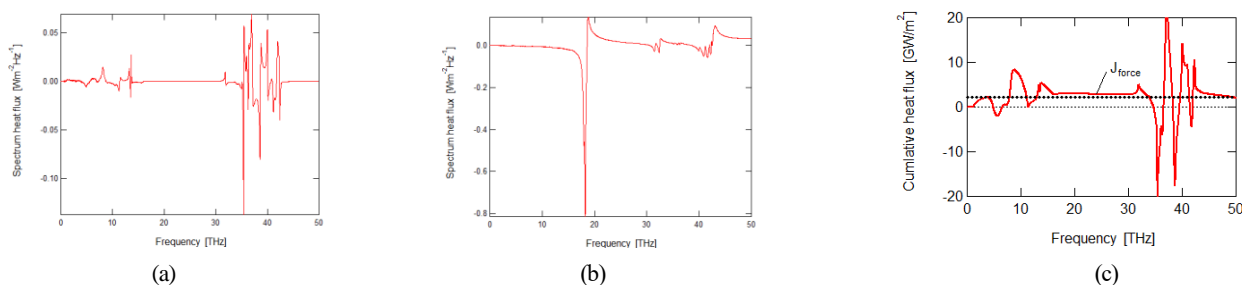 Spectrum heat flux [Wm⁻²Hz⁻¹]
0.05
0.00
-0.05
-0.10
0 10 20 30 40 50
Frequency [THz]
(a)
Spectrum heat flux [Wm⁻²Hz⁻¹]
0.0
-0.2
-0.4
-0.6
-0.8
0 10 20 30 40 50
Frequency [THz]
(b)
Cumlative heat flux [GW/m²]
20
10
0
-10
-20
J_force
0 10 20 30 40 50
Frequency [THz]
(c)